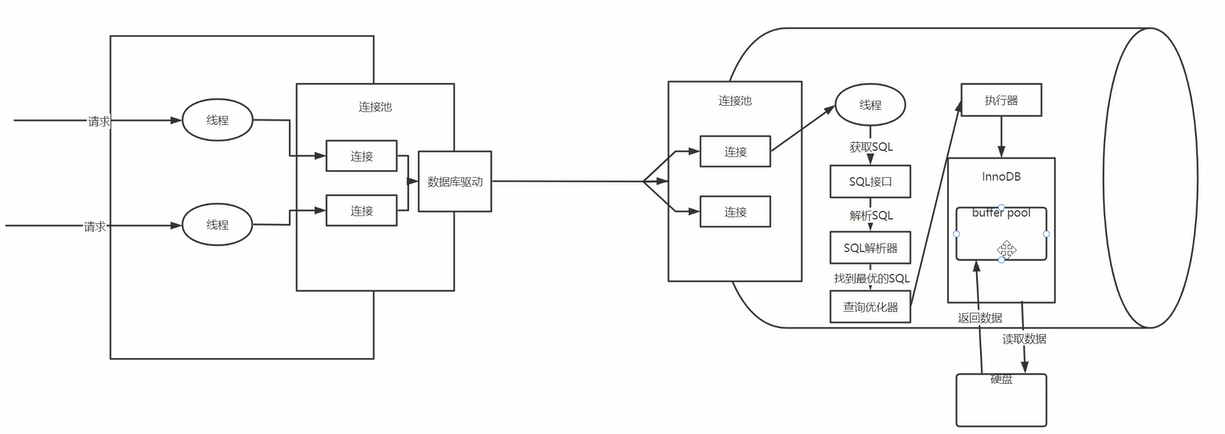 请求
线程
请求
线程
连接池
连接
连接
数据库驱动
连接池
连接
连接
线程
获取SQL
SQL接口
解析SQL
SQL解析器
找到最优的SQL
查询优化器
执行器
InnoDB
buffer pool
返回数据
读取数据
硬盘